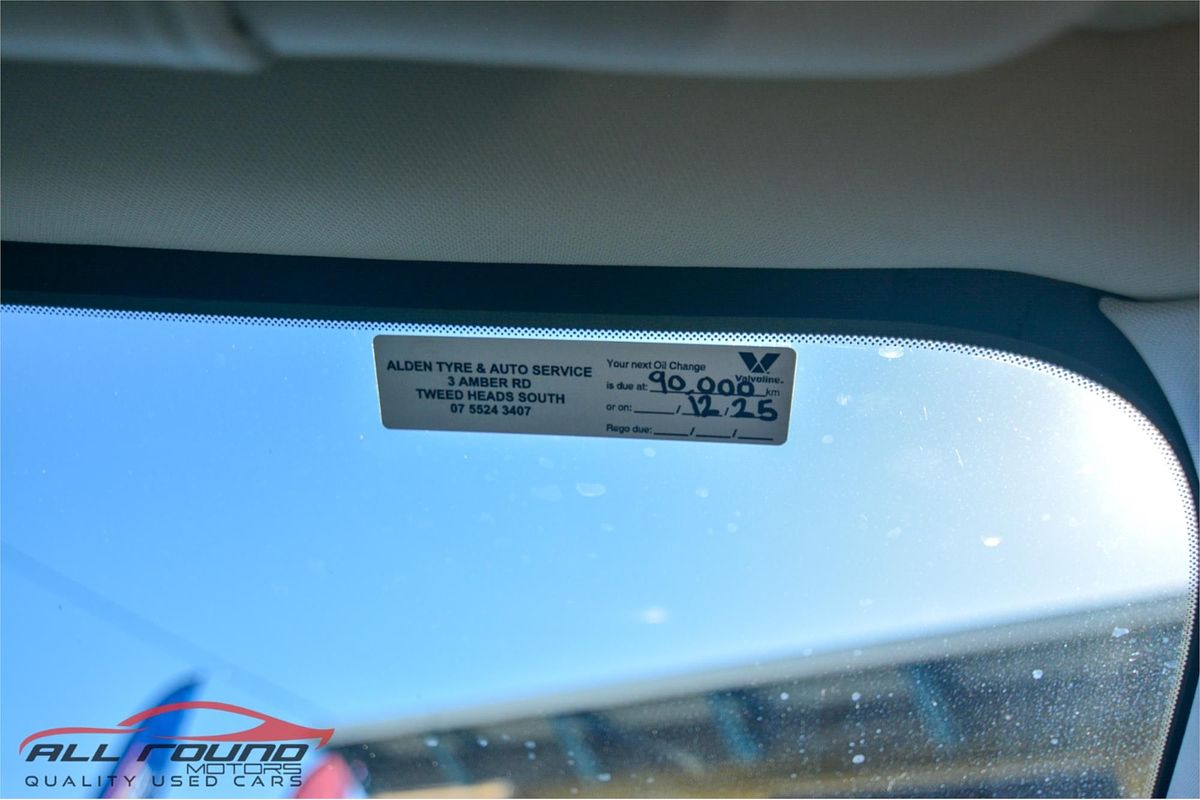 ALDEN TYRE & AUTO SERVICE
3 AMBER RD
TWEED HEADS SOUTH
07 5524 3407
Valvoline.
Your next Oil Change
is due at: 90,000 km
or on: ____/12/25
Rego due: ____/____/____
ALL ROUND
MOTORS
QUALITY USED CARS